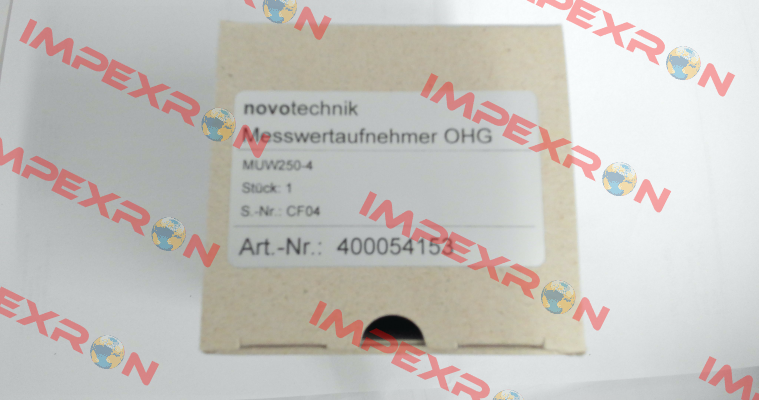 novotechnik
Messwertaufnehmer OHG
MUW250-4
Stück: 1
S.-Nr.: CF04
Art.-Nr.: 400054153
IMPEXRON
IMPEXRON
IMPEXRON
IMPEXRON
IMPEXRON
IMPEXRON